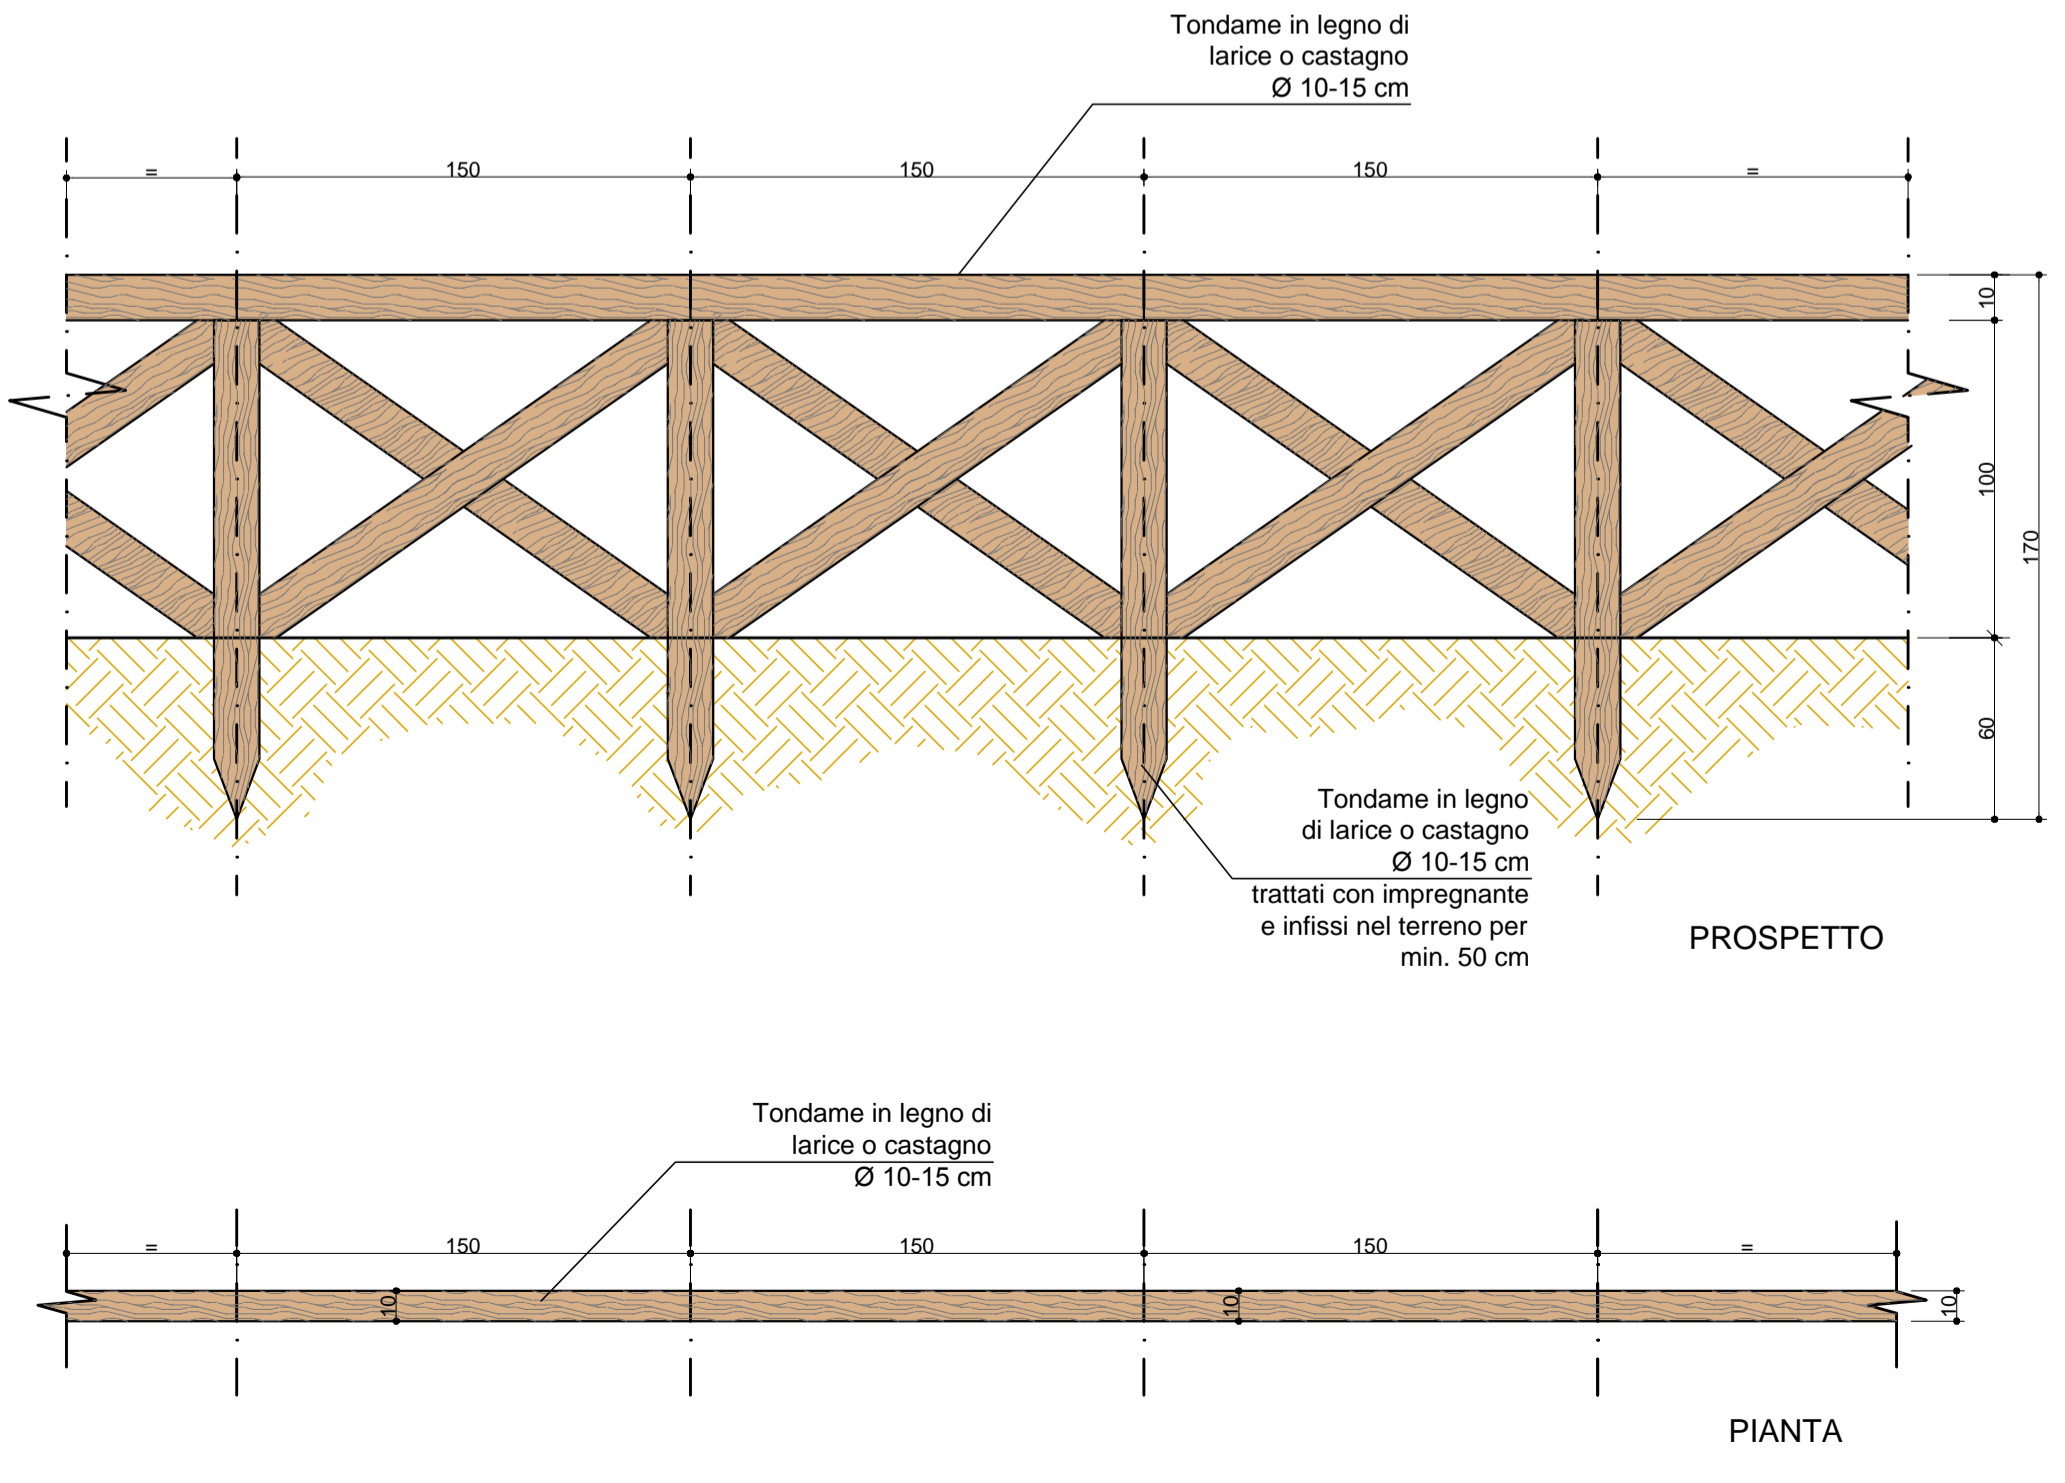 Tondame in legno di
larice o castagno
Ø 10-15 cm
= 150 150 150 =
10
100
170
60
Tondame in legno
di larice o castagno
Ø 10-15 cm
trattati con impregnante
e infissi nel terreno per
min. 50 cm
PROSPETTO
Tondame in legno di
larice o castagno
Ø 10-15 cm
= 150 150 150 =
10 10 10
PIANTA